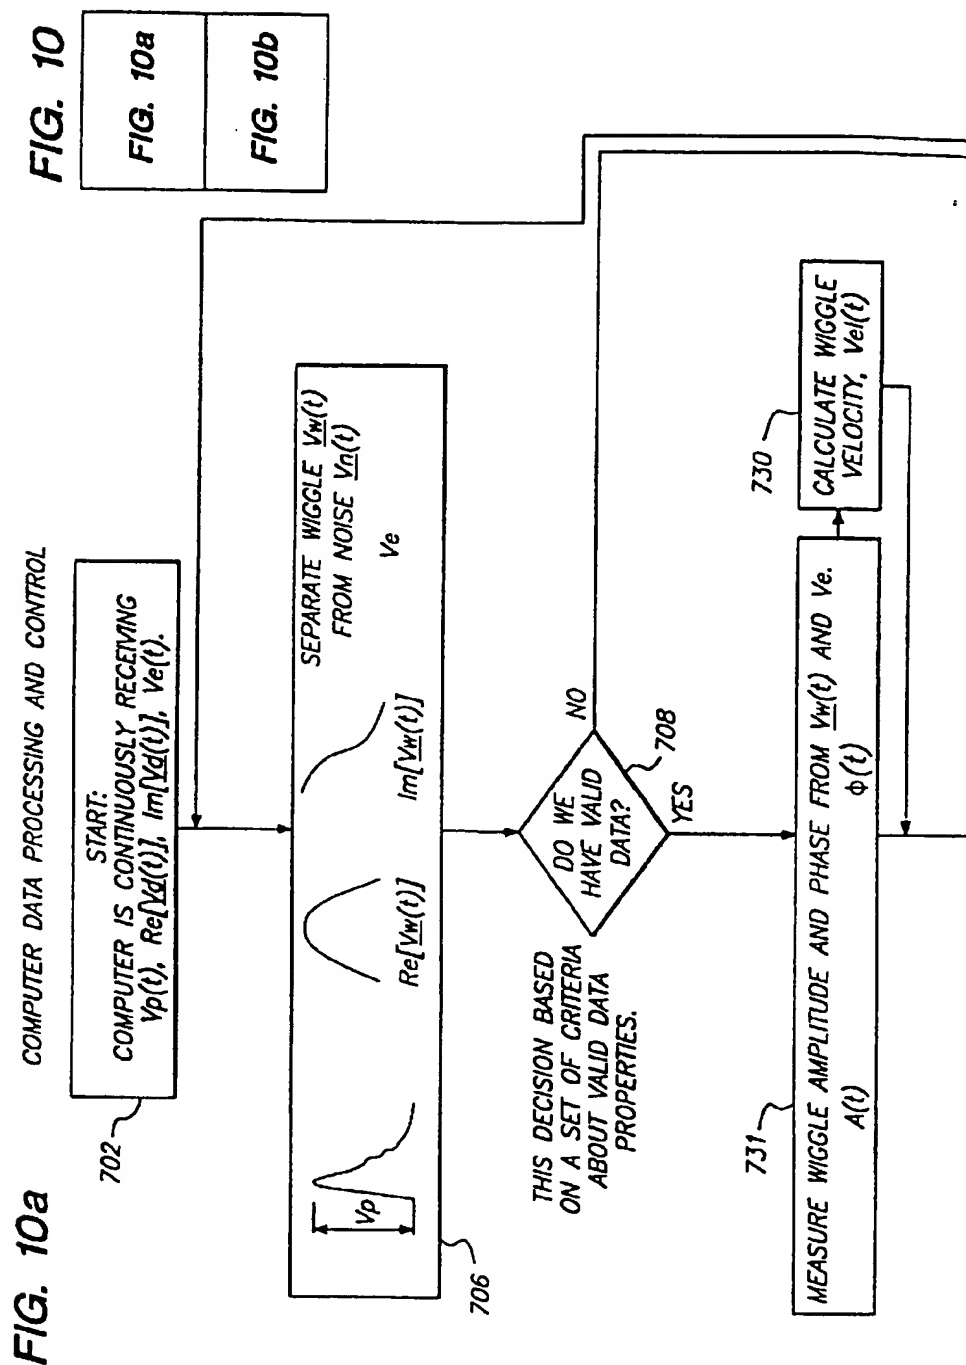 FIG. 10a
FIG. 10
FIG. 10a
FIG. 10b
COMPUTER DATA PROCESSING AND CONTROL
START:
COMPUTER IS CONTINUOUSLY RECEIVING
Vp(t), Re[Vd(t)], Im[Vd(t)], Ve(t).
702
SEPARATE WIGGLE Vw(t)
FROM NOISE Vn(t)
Vp
Re[Vw(t)]
Im[Vw(t)]
Ve
706
DO WE
HAVE VALID
DATA?
NO
708
YES
THIS DECISION BASED
ON A SET OF CRITERIA
ABOUT VALID DATA
PROPERTIES.
731
MEASURE WIGGLE AMPLITUDE AND PHASE FROM Vw(t) AND Ve.
A(t)
ϕ(t)
730
CALCULATE WIGGLE
VELOCITY, Vel(t)